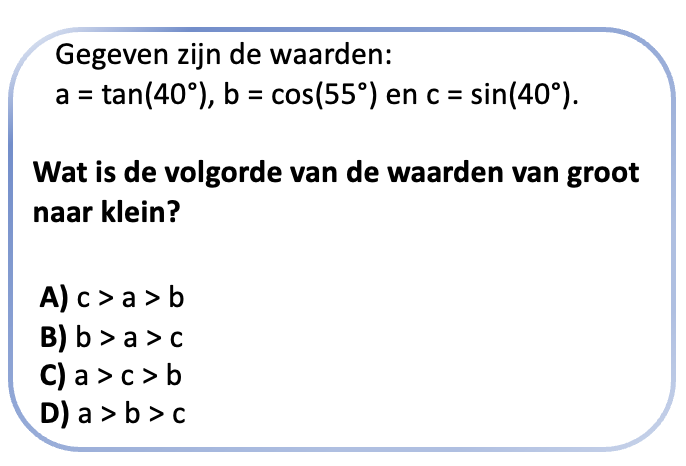 Gegeven zijn de waarden:
a = tan(40°), b = cos(55°) en c = sin(40°).
Wat is de volgorde van de waarden van groot
naar klein?
A) c > a > b
B) b > a > c
C) a > c > b
D) a > b > c